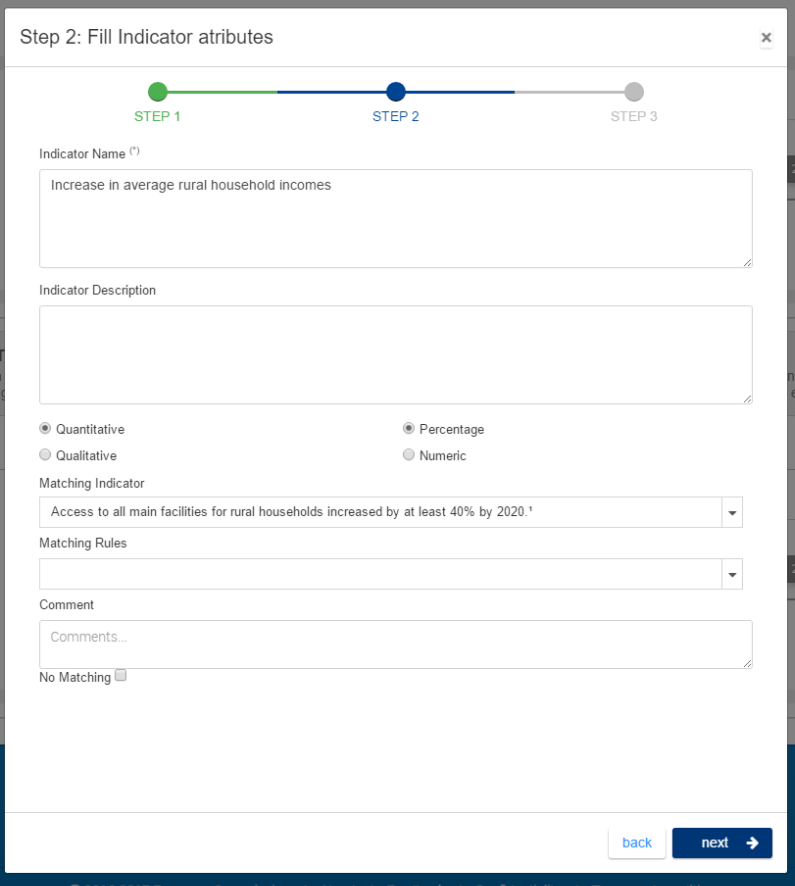 Step 2: Fill Indicator atributes
×
STEP 1 STEP 2 STEP 3
Indicator Name (*)
Increase in average rural household incomes
Indicator Description
Quantitative Percentage
Qualitative Numeric
Matching Indicator
Access to all main facilities for rural households increased by at least 40% by 2020.¹
Matching Rules
Comment
Comments...
No Matching
back next